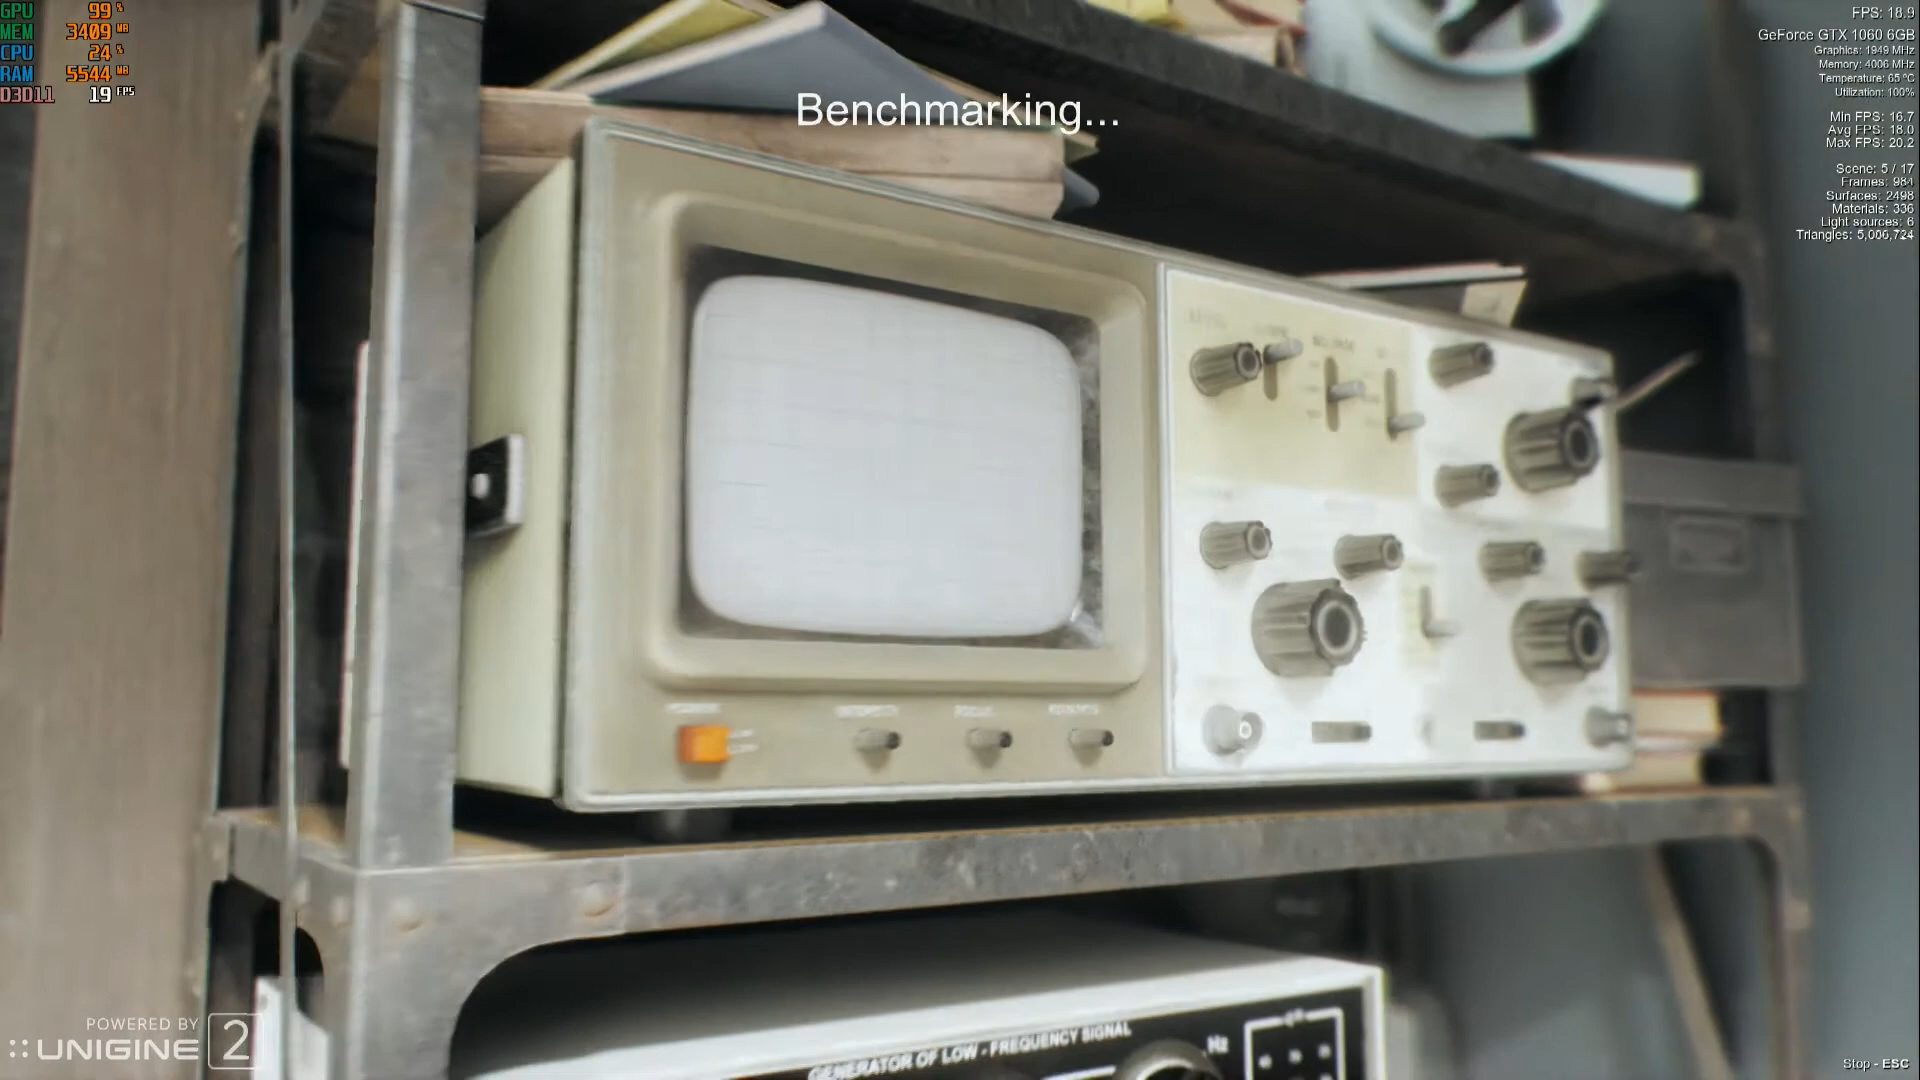 GPU 99 %
MEM 3409 MB
CPU 24 %
RAM 5544 MB
D3D11 19 FPS
Benchmarking...
FPS: 18.9
GeForce GTX 1060 6GB
Graphics: 1949 MHz
Memory: 4006 MHz
Temperature: 65 °C
Utilization: 100%
Min FPS: 16.7
Avg FPS: 18.0
Max FPS: 20.2
Scene: 5 / 17
Frames: 984
Surfaces: 2498
Materials: 336
Light sources: 6
Triangles: 5,006,724
INTENSITY
FOCUS
POWERED BY
UNIGINE 2
GENERATOR OF LOW - FREQUENCY SIGNAL
Hz
Stop - ESC